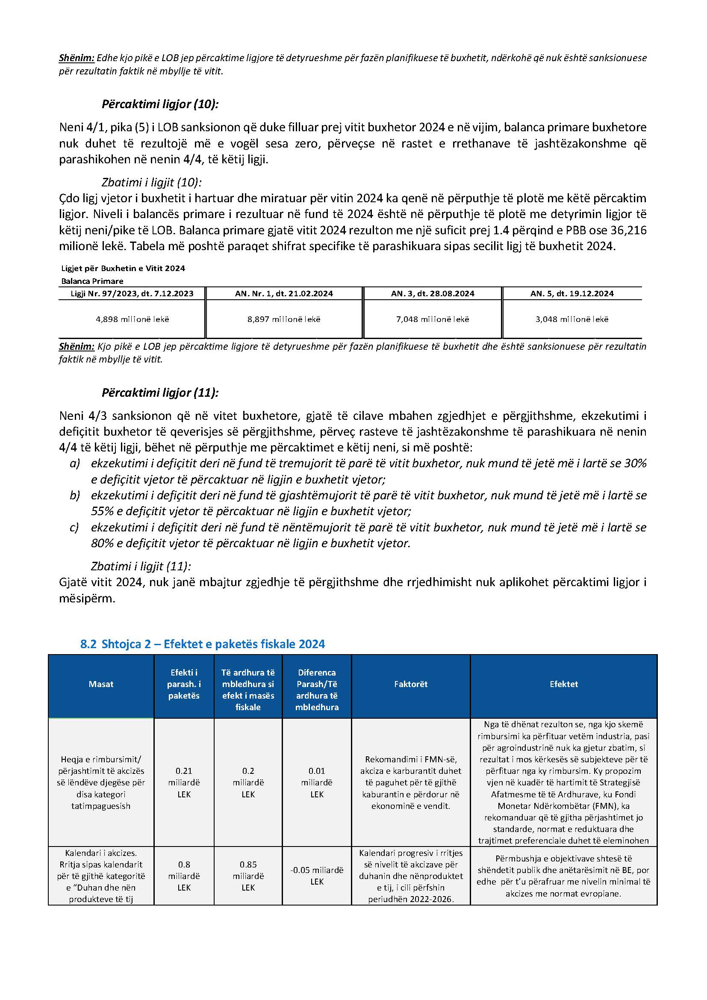 Shënim: Edhe kjo pikë e LOB jep përcaktime ligjore të detyrueshme për fazën planifikuese të buxhetit, ndërkohë që nuk është sanksionuese
për rezultatin faktik në mbyllje të vitit.
Përcaktimi ligjor (10):
Neni 4/1, pika (5) i LOB sanksionon që duke filluar prej vitit buxhetor 2024 e në vijim, balanca primare buxhetore
nuk duhet të rezultojë më e vogël sesa zero, përveçse në rastet e rrethanave të jashtëzakonshme që
parashikohen në nenin 4/4, të këtij ligji.
Zbatimi i ligjit (10):
Çdo ligj vjetor i buxhetit i hartuar dhe miratuar për vitin 2024 ka qenë në përputhje të plotë me këtë përcaktim
ligjor. Niveli i balancës primare i rezultuar në fund të 2024 është në përputhje të plotë me detyrimin ligjor të
këtij neni/pike të LOB. Balanca primare gjatë vitit 2024 rezulton me një suficit prej 1.4 përqind e PBB ose 36,216
milionë lekë. Tabela më poshtë paraqet shifrat specifike të parashikuara sipas secilit ligj të buxhetit 2024.
Ligjet për Buxhetin e Vitit 2024
Balanca Primare
Ligji Nr. 97/2023, dt. 7.12.2023 AN. Nr. 1, dt. 21.02.2024 AN. 3, dt. 28.08.2024 AN. 5, dt. 19.12.2024
4,898 milionë lekë 8,897 milionë lekë 7,048 milionë lekë 3,048 milionë lekë
Shënim: Kjo pikë e LOB jep përcaktime ligjore të detyrueshme për fazën planifikuese të buxhetit dhe është sanksionuese për rezultatin
faktik në mbyllje të vitit.
Përcaktimi ligjor (11):
Neni 4/3 sanksionon që në vitet buxhetore, gjatë të cilave mbahen zgjedhjet e përgjithshme, ekzekutimi i
defiçitit buxhetor të qeverisjes së përgjithshme, përveç rasteve të jashtëzakonshme të parashikuara në nenin
4/4 të këtij ligji, bëhet në përputhje me përcaktimet e këtij neni, si më poshtë:
a) ekzekutimi i defiçitit deri në fund të tremujorit të parë të vitit buxhetor, nuk mund të jetë më i lartë se 30%
e defiçitit vjetor të përcaktuar në ligjin e buxhetit vjetor;
b) ekzekutimi i defiçitit deri në fund të gjashtëmujorit të parë të vitit buxhetor, nuk mund të jetë më i lartë se
55% e defiçitit vjetor të përcaktuar në ligjin e buxhetit vjetor;
c) ekzekutimi i defiçitit deri në fund të nëntëmujorit të parë të vitit buxhetor, nuk mund të jetë më i lartë se
80% e defiçitit vjetor të përcaktuar në ligjin e buxhetit vjetor.
Zbatimi i ligjit (11):
Gjatë vitit 2024, nuk janë mbajtur zgjedhje të përgjithshme dhe rrjedhimisht nuk aplikohet përcaktimi ligjor i
mësipërm.
8.2 Shtojca 2 – Efektet e paketës fiskale 2024
Masat
Efekti i
parash. i
paketës
Të ardhura të
mbledhura si
efekt i masës
fiskale
Diferenca
Parash/Të
ardhura të
mbledhura
Faktorët
Efektet
Heqja e rimbursimit/
përjashtimit të akcizës
së lëndëve djegëse për
disa kategori
tatimpaguesish
0.21
miliardë
LEK
0.2
miliardë
LEK
0.01
miliardë
LEK
Rekomandimi i FMN-së,
akciza e karburantit duhet
të paguhet për të gjithë
kaburantin e përdorur në
ekonominë e vendit.
Nga të dhënat rezulton se, nga kjo skemë
rimbursimi ka përfituar vetëm industria, pasi
për agroindustrinë nuk ka gjetur zbatim, si
rezultat i mos kërkesës së subjekteve për të
përfituar nga ky rimbursim. Ky propozim
vjen në kuadër të hartimit të Strategjisë
Afatmesme të të Ardhurave, ku Fondi
Monetar Ndërkombëtar (FMN), ka
rekomanduar që të gjitha përjashtimet jo
standarde, normat e reduktuara dhe
trajtimet preferenciale duhet të eleminohen
Kalendari i akcizes.
Rritja sipas kalendarit
për të gjithë kategoritë
e “Duhan dhe nën
produkteve të tij
0.8
miliardë
LEK
0.85
miliardë
LEK
-0.05 miliardë
LEK
Kalendari progresiv i rritjes
së nivelit të akcizave për
duhanin dhe nënproduktet
e tij, i cili përfshin
periudhën 2022-2026.
Përmbushja e objektivave shtesë të
shëndetit publik dhe anëtarësimit në BE, por
edhe për t’u përafruar me nivelin minimal të
akcizes me normat evropiane.